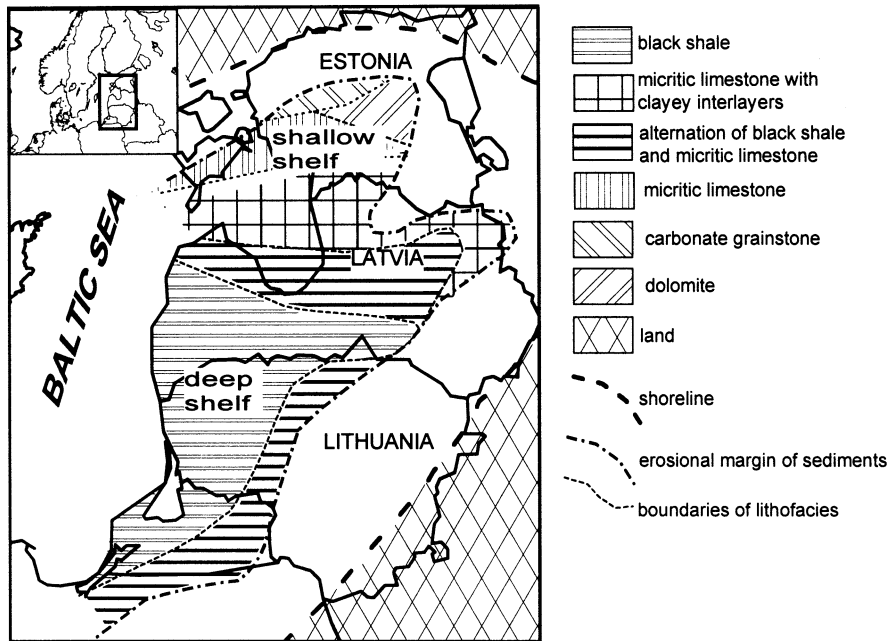 ESTONIA
shallow
shelf
BALTIC SEA
LATVIA
deep
shelf
LITHUANIA
black shale
micritic limestone with
clayey interlayers
alternation of black shale
and micritic limestone
micritic limestone
carbonate grainstone
dolomite
land
shoreline
erosional margin of sediments
boundaries of lithofacies